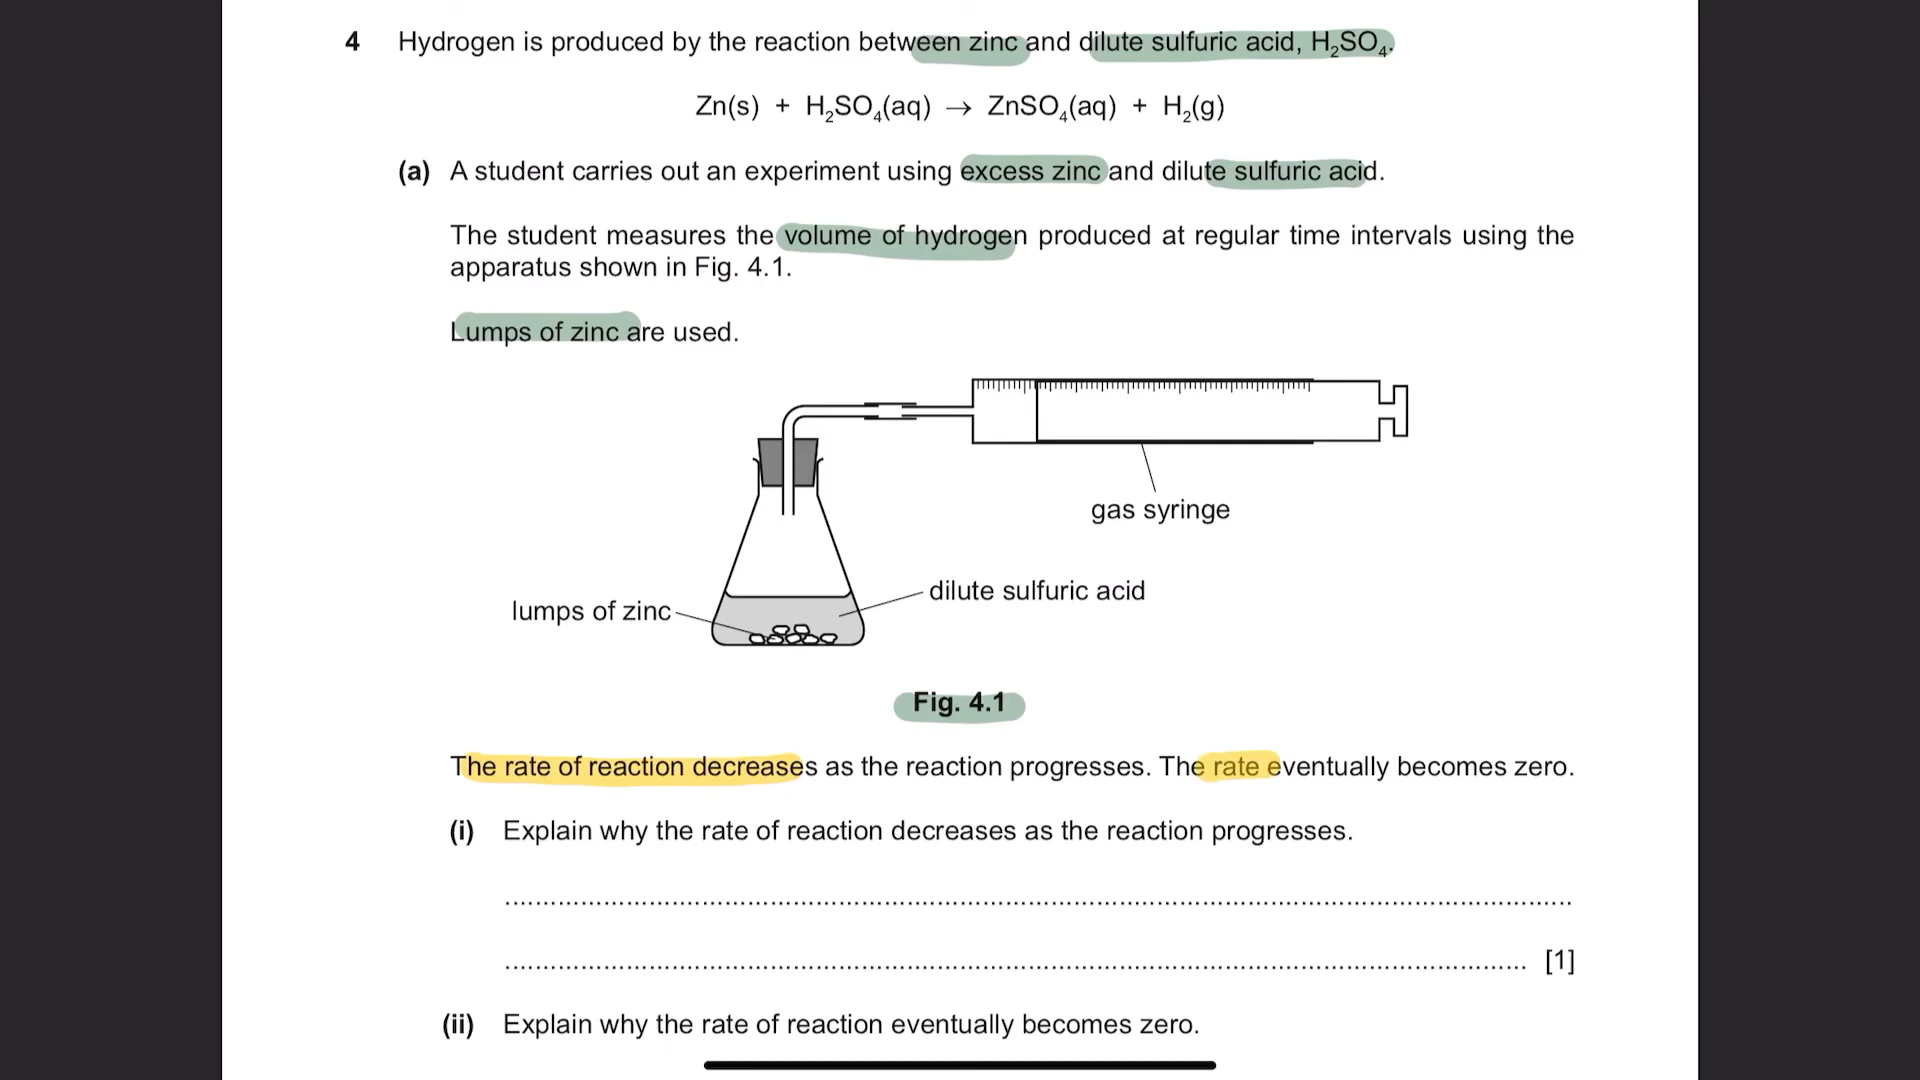 4 Hydrogen is produced by the reaction between zinc and dilute sulfuric acid, H₂SO₄.
Zn(s) + H₂SO₄(aq) → ZnSO₄(aq) + H₂(g)
(a) A student carries out an experiment using excess zinc and dilute sulfuric acid.
The student measures the volume of hydrogen produced at regular time intervals using the
apparatus shown in Fig. 4.1.
Lumps of zinc are used.
gas syringe
dilute sulfuric acid
lumps of zinc
Fig. 4.1
The rate of reaction decreases as the reaction progresses. The rate eventually becomes zero.
(i) Explain why the rate of reaction decreases as the reaction progresses.
[1]
(ii) Explain why the rate of reaction eventually becomes zero.